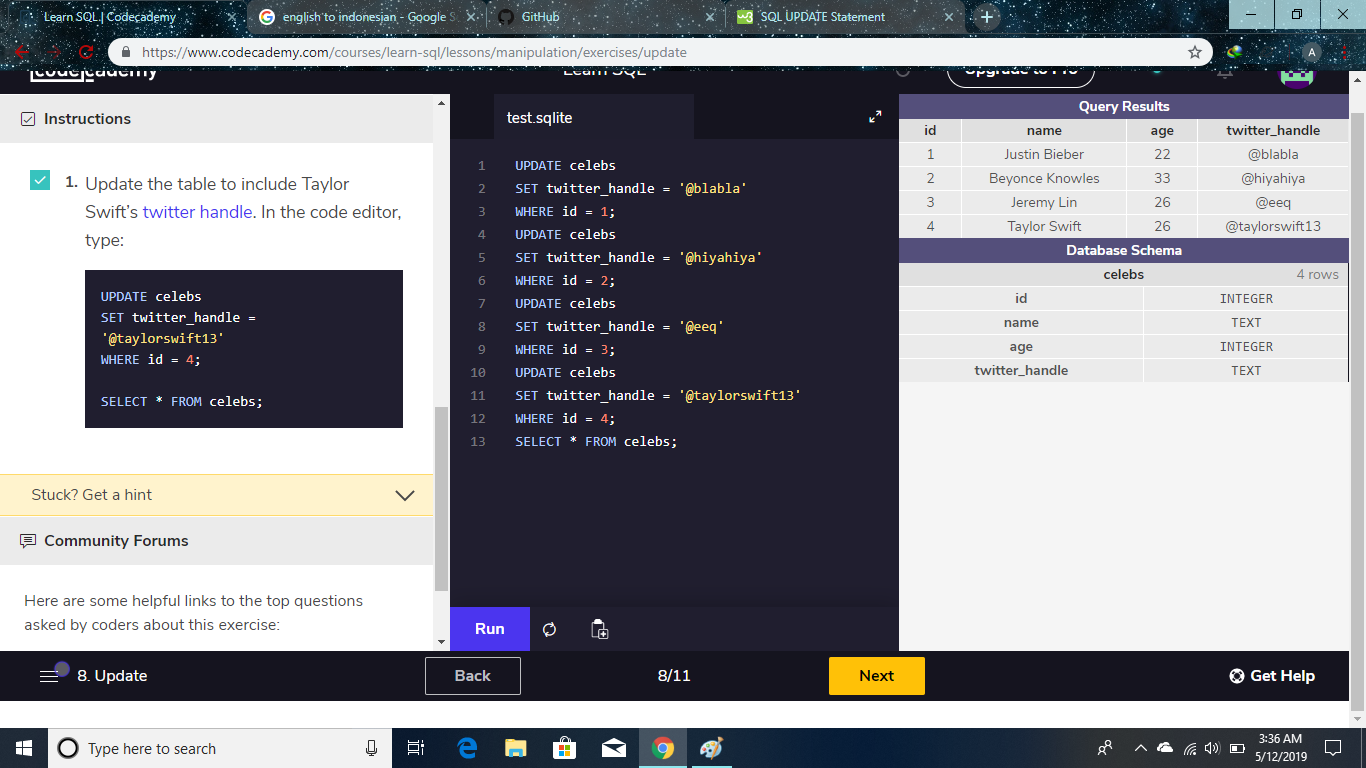 Learn SQL | Codecademy
english to indonesian - Google S
GitHub
SQL UPDATE Statement
https://www.codecademy.com/courses/learn-sql/lessons/manipulation/exercises/update
A
codecademy
Learn SQL
Upgrade to Pro
Instructions
1. Update the table to include Taylor
Swift’s twitter handle. In the code editor,
type:
UPDATE celebs
SET twitter_handle =
'@taylorswift13'
WHERE id = 4;
SELECT * FROM celebs;
Stuck? Get a hint
Community Forums
Here are some helpful links to the top questions
asked by coders about this exercise:
test.sqlite
1 UPDATE celebs
2 SET twitter_handle = '@blabla'
3 WHERE id = 1;
4 UPDATE celebs
5 SET twitter_handle = '@hiyahiya'
6 WHERE id = 2;
7 UPDATE celebs
8 SET twitter_handle = '@eeq'
9 WHERE id = 3;
10 UPDATE celebs
11 SET twitter_handle = '@taylorswift13'
12 WHERE id = 4;
13 SELECT * FROM celebs;
Run
Query Results
id name age twitter_handle
1 Justin Bieber 22 @blabla
2 Beyonce Knowles 33 @hiyahiya
3 Jeremy Lin 26 @eeq
4 Taylor Swift 26 @taylorswift13
Database Schema
celebs 4 rows
id INTEGER
name TEXT
age INTEGER
twitter_handle TEXT
8. Update
Back
8/11
Next
Get Help
Type here to search
3:36 AM
5/12/2019